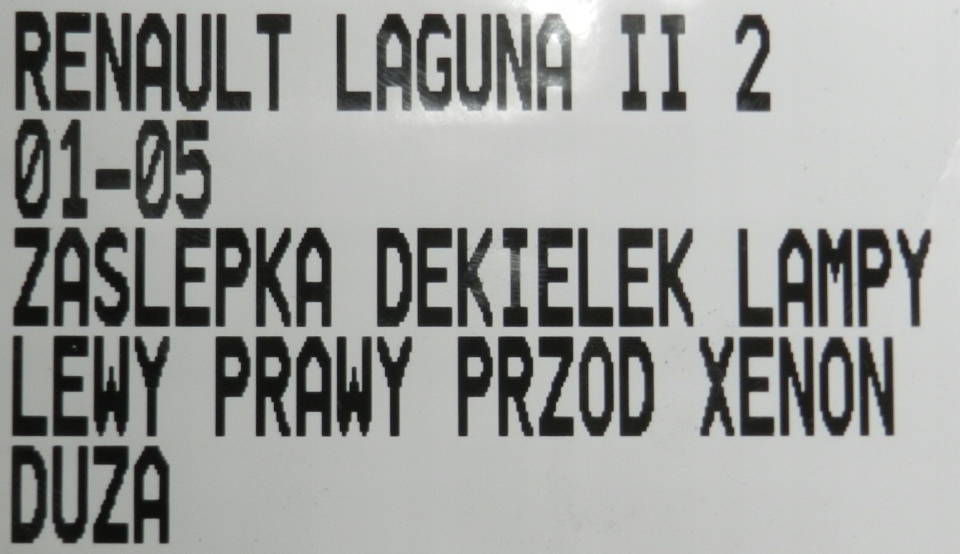 RENAULT LAGUNA II 2
01-05
ZASLEPKA DEKIELEK LAMPY
LEWY PRAWY PRZOD XENON
DUZA